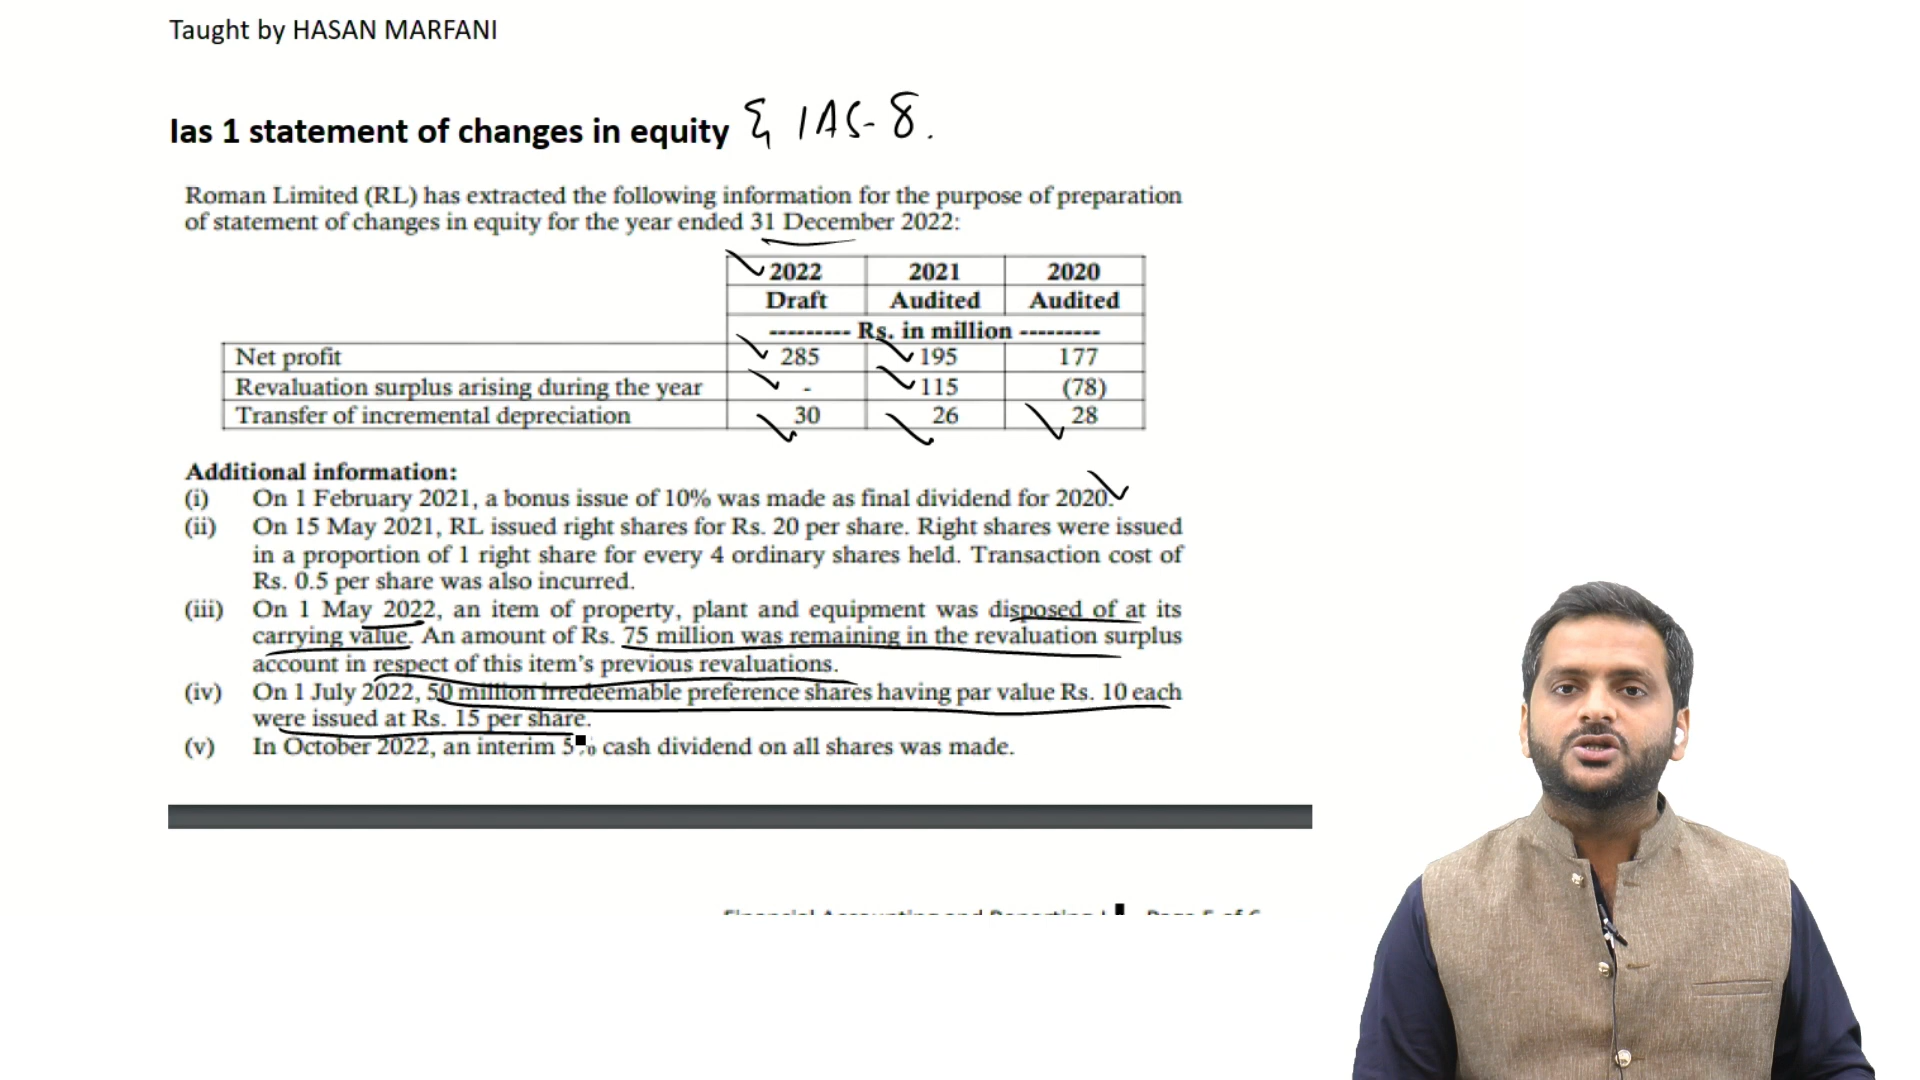 Taught by HASAN MARFANI
Ias 1 statement of changes in equity & IAS-8.
Roman Limited (RL) has extracted the following information for the purpose of preparation
of statement of changes in equity for the year ended 31 December 2022:
2022 2021 2020
Draft Audited Audited
--------- Rs. in million ---------
Net profit 285 195 177
Revaluation surplus arising during the year - 115 (78)
Transfer of incremental depreciation 30 26 28
Additional information:
(i) On 1 February 2021, a bonus issue of 10% was made as final dividend for 2020.
(ii) On 15 May 2021, RL issued right shares for Rs. 20 per share. Right shares were issued
in a proportion of 1 right share for every 4 ordinary shares held. Transaction cost of
Rs. 0.5 per share was also incurred.
(iii) On 1 May 2022, an item of property, plant and equipment was disposed of at its
carrying value. An amount of Rs. 75 million was remaining in the revaluation surplus
account in respect of this item's previous revaluations.
(iv) On 1 July 2022, 50 million irredeemable preference shares having par value Rs. 10 each
were issued at Rs. 15 per share.
(v) In October 2022, an interim 5% cash dividend on all shares was made.